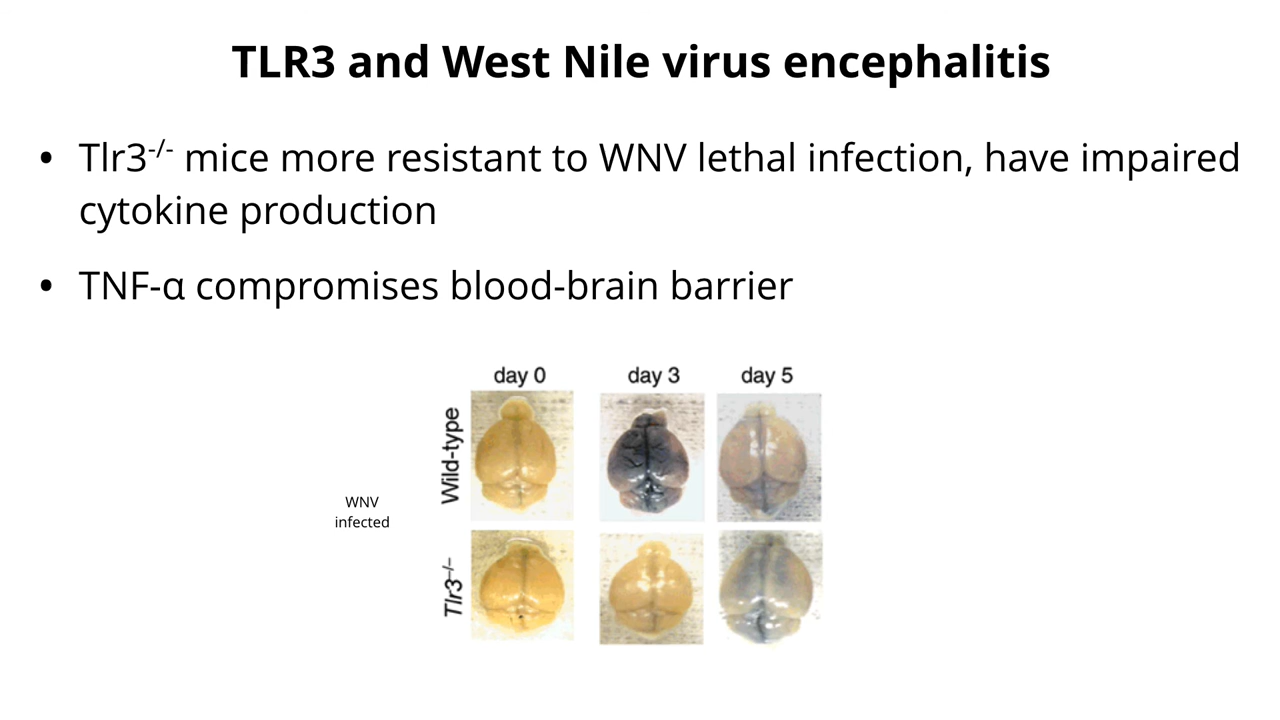 TLR3 and West Nile virus encephalitis
• Tlr3-/- mice more resistant to WNV lethal infection, have impaired
cytokine production
• TNF-α compromises blood-brain barrier
day 0 day 3 day 5
Wild-type
WNV
infected
Tlr3–/–